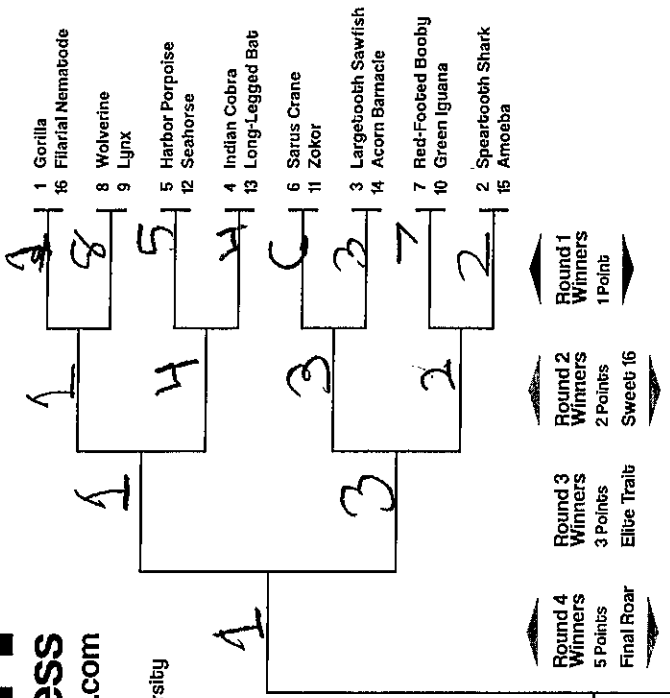 ess
.com
rsity
1 Gorilla
16 Filarial Nematode
8 Wolverine
9 Lynx
5 Harbor Porpoise
12 Seahorse
4 Indian Cobra
13 Long-Legged Bat
6 Sarus Crane
11 Zokor
3 Largetooth Sawfish
14 Acorn Barnacle
7 Red-Footed Booby
10 Green Iguana
2 Speartooth Shark
15 Amoeba
1
8
5
4
6
3
7
2
1
4
3
2
1
3
1
Round 4
Winners
5 Points
Final Roar
Round 3
Winners
3 Points
Elite Trait
Round 2
Winners
2 Points
Sweet 16
Round 1
Winners
1 Point